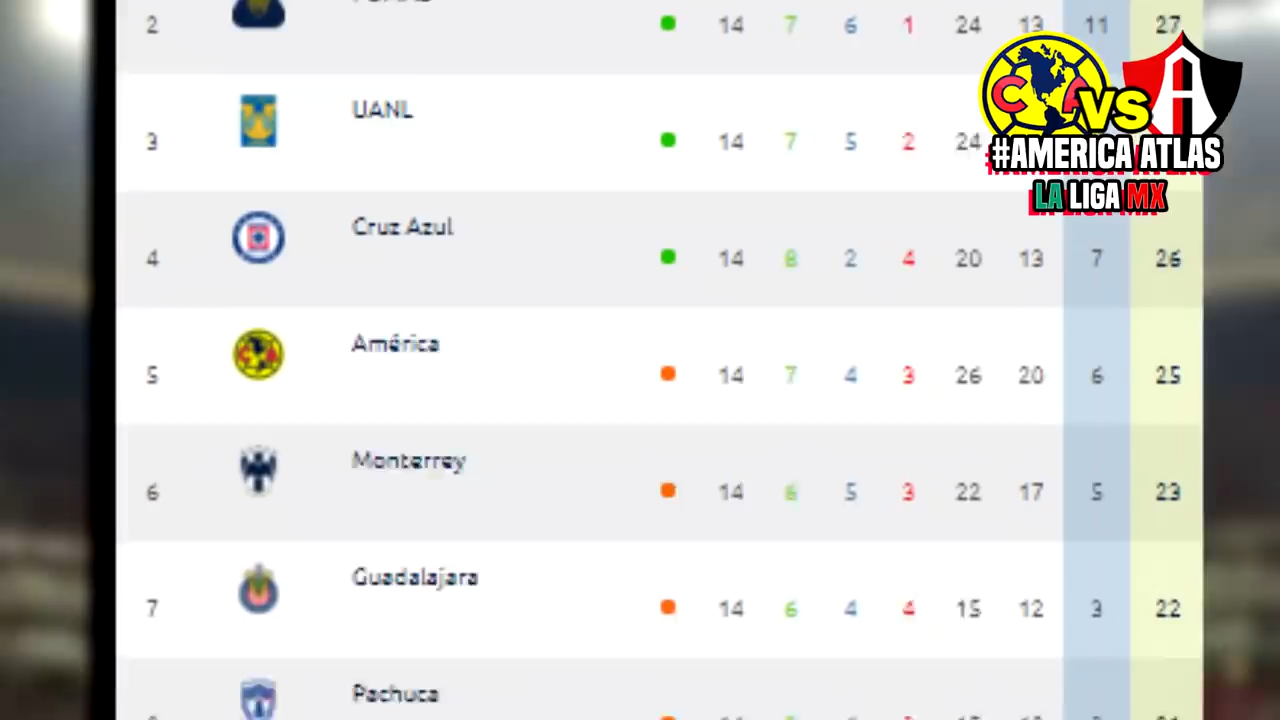 2 14 7 6 1 24 13 11 27
3 UANL 14 7 5 2 24
4 Cruz Azul 14 8 2 4 20 13 7 26
5 América 14 7 4 3 26 20 6 25
6 Monterrey 14 6 5 3 22 17 5 23
7 Guadalajara 14 6 4 4 15 12 3 22
Pachuca
CA VS A
#AMERICA ATLAS
LA LIGA MX